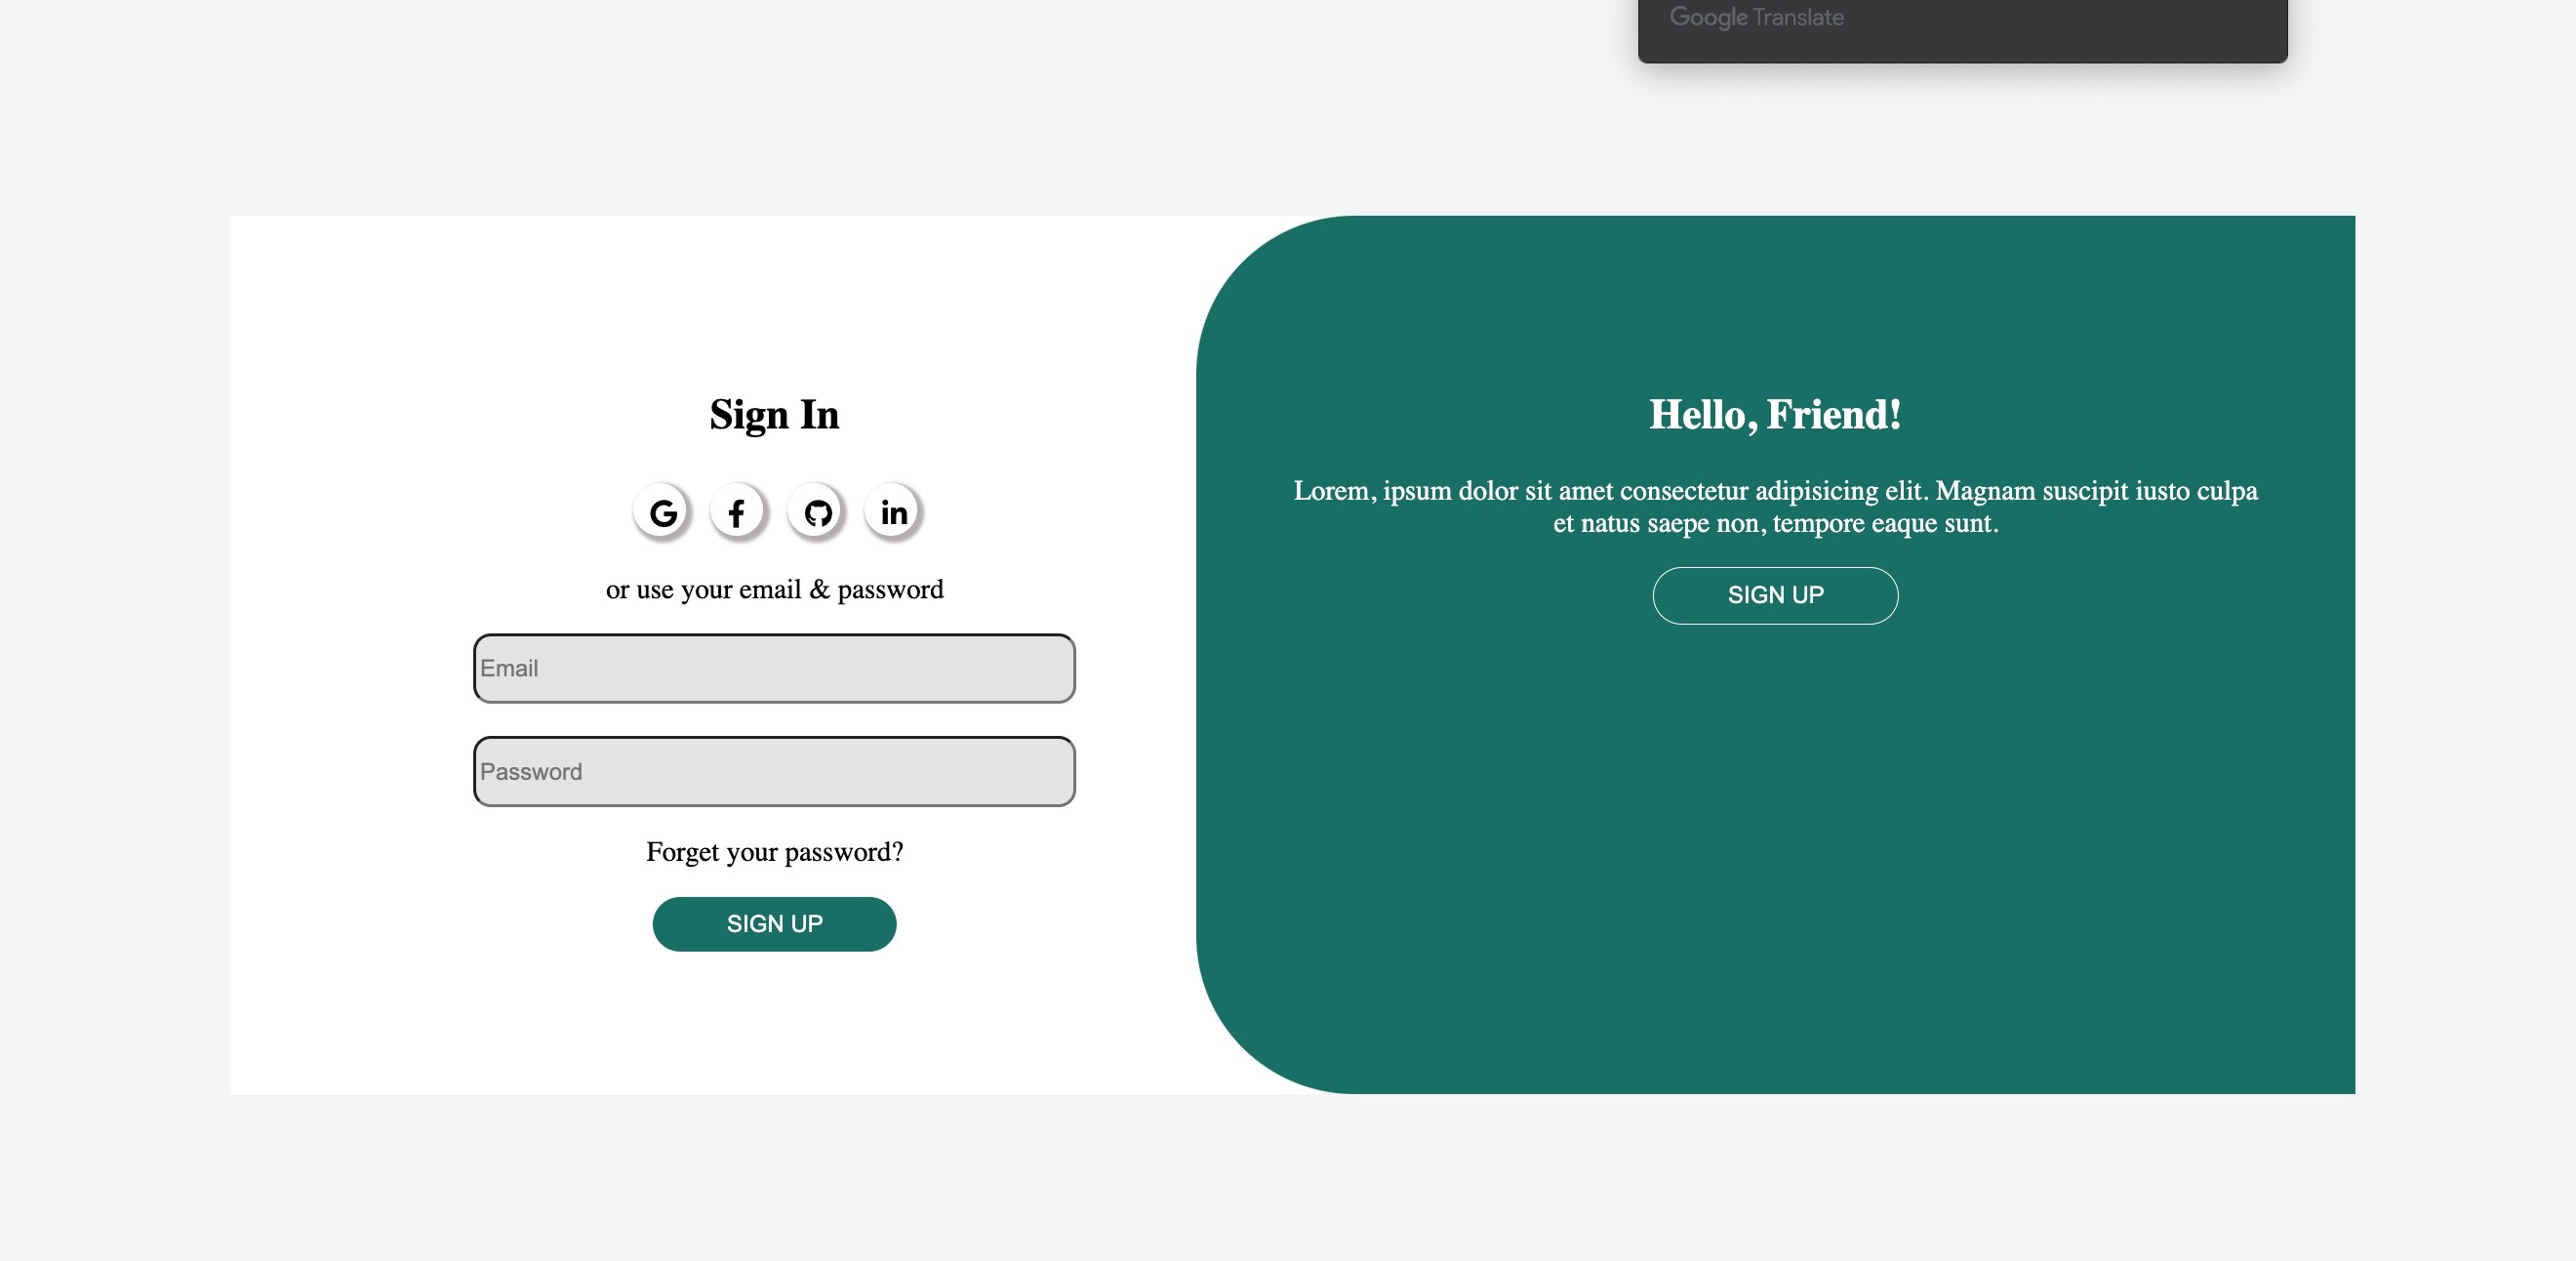 Google Translate
Sign In
or use your email & password
Email
Password
Forget your password?
SIGN UP
Hello, Friend!
Lorem, ipsum dolor sit amet consectetur adipisicing elit. Magnam suscipit iusto culpa
et natus saepe non, tempore eaque sunt.
SIGN UP